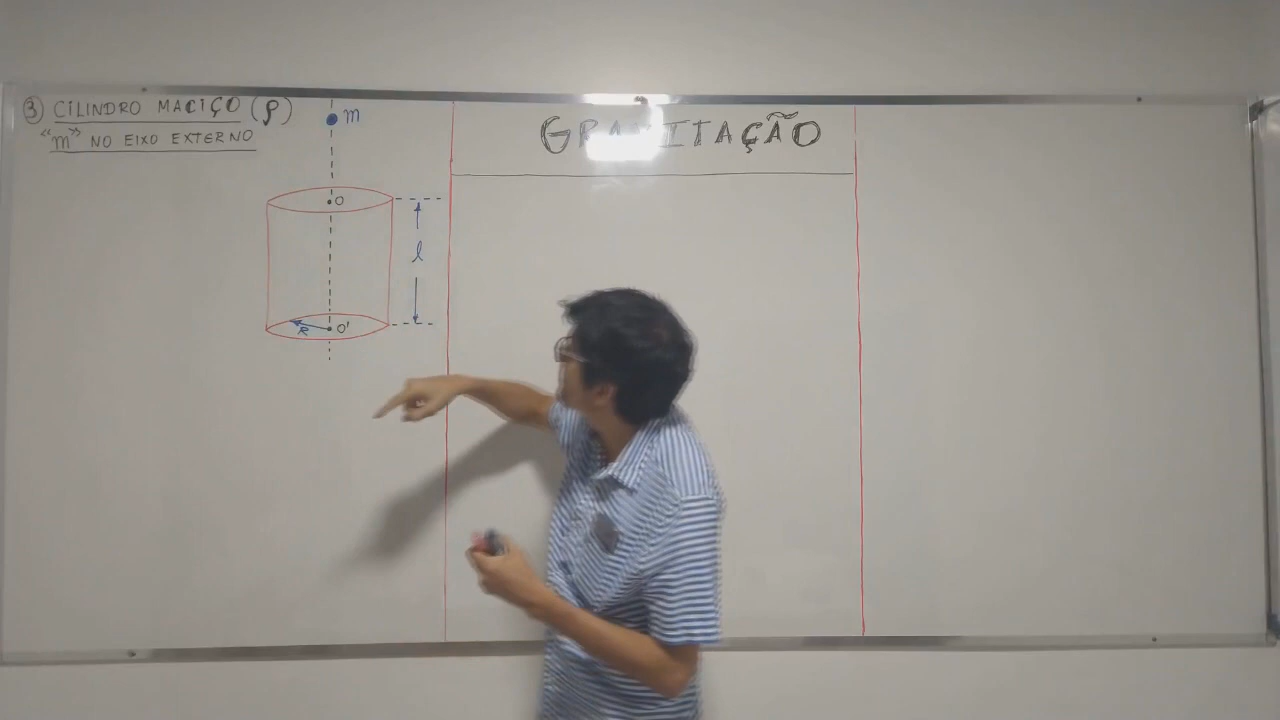 3 CILINDRO MACIÇO (ρ)
"m" NO EIXO EXTERNO
m
GRAVITAÇÃO
O
l
R
O'